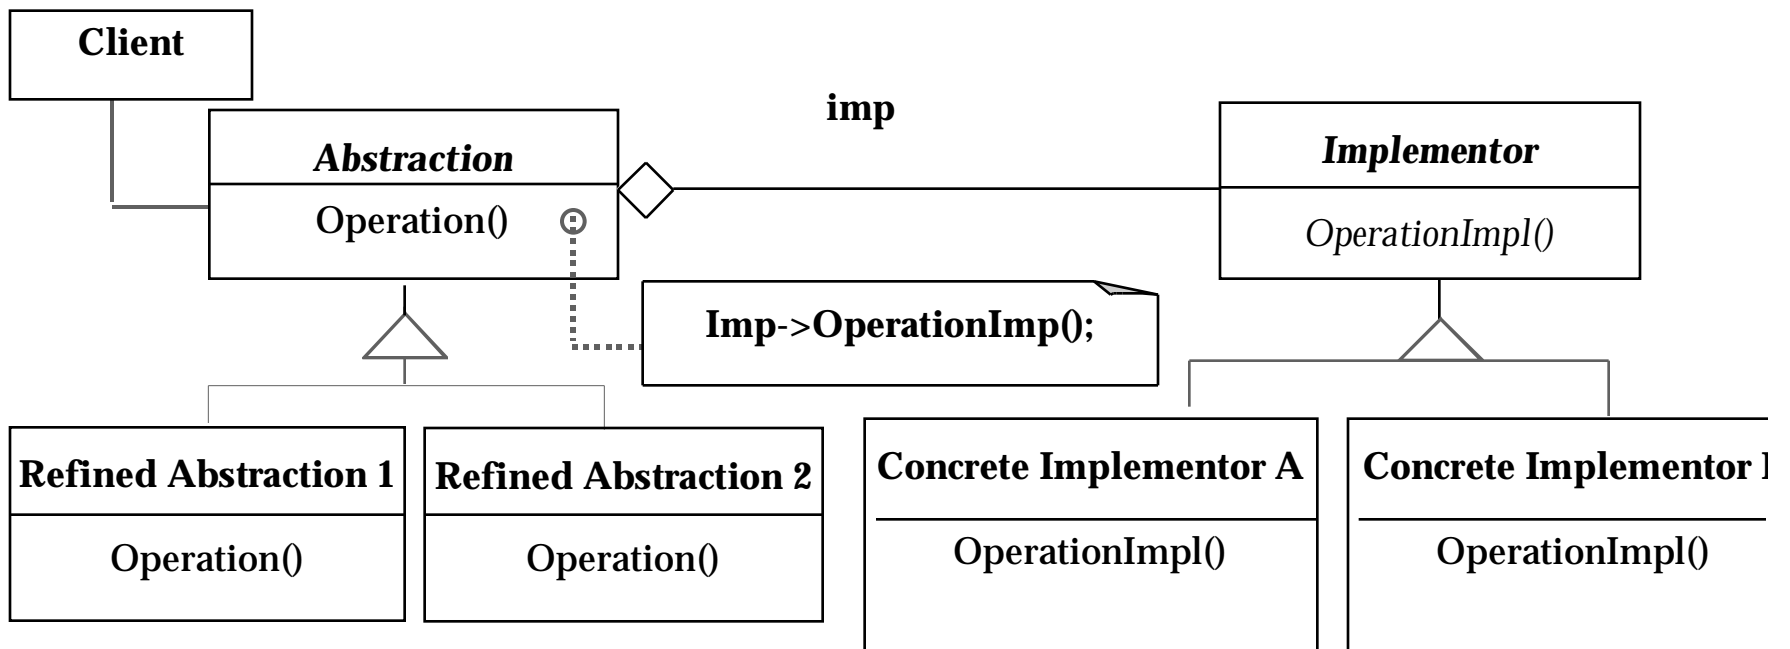 Client
imp
Abstraction
Operation()
Implementor
OperationImpl()
Imp->OperationImp();
Refined Abstraction 1
Operation()
Refined Abstraction 2
Operation()
Concrete Implementor A
OperationImpl()
Concrete Implementor
OperationImpl()